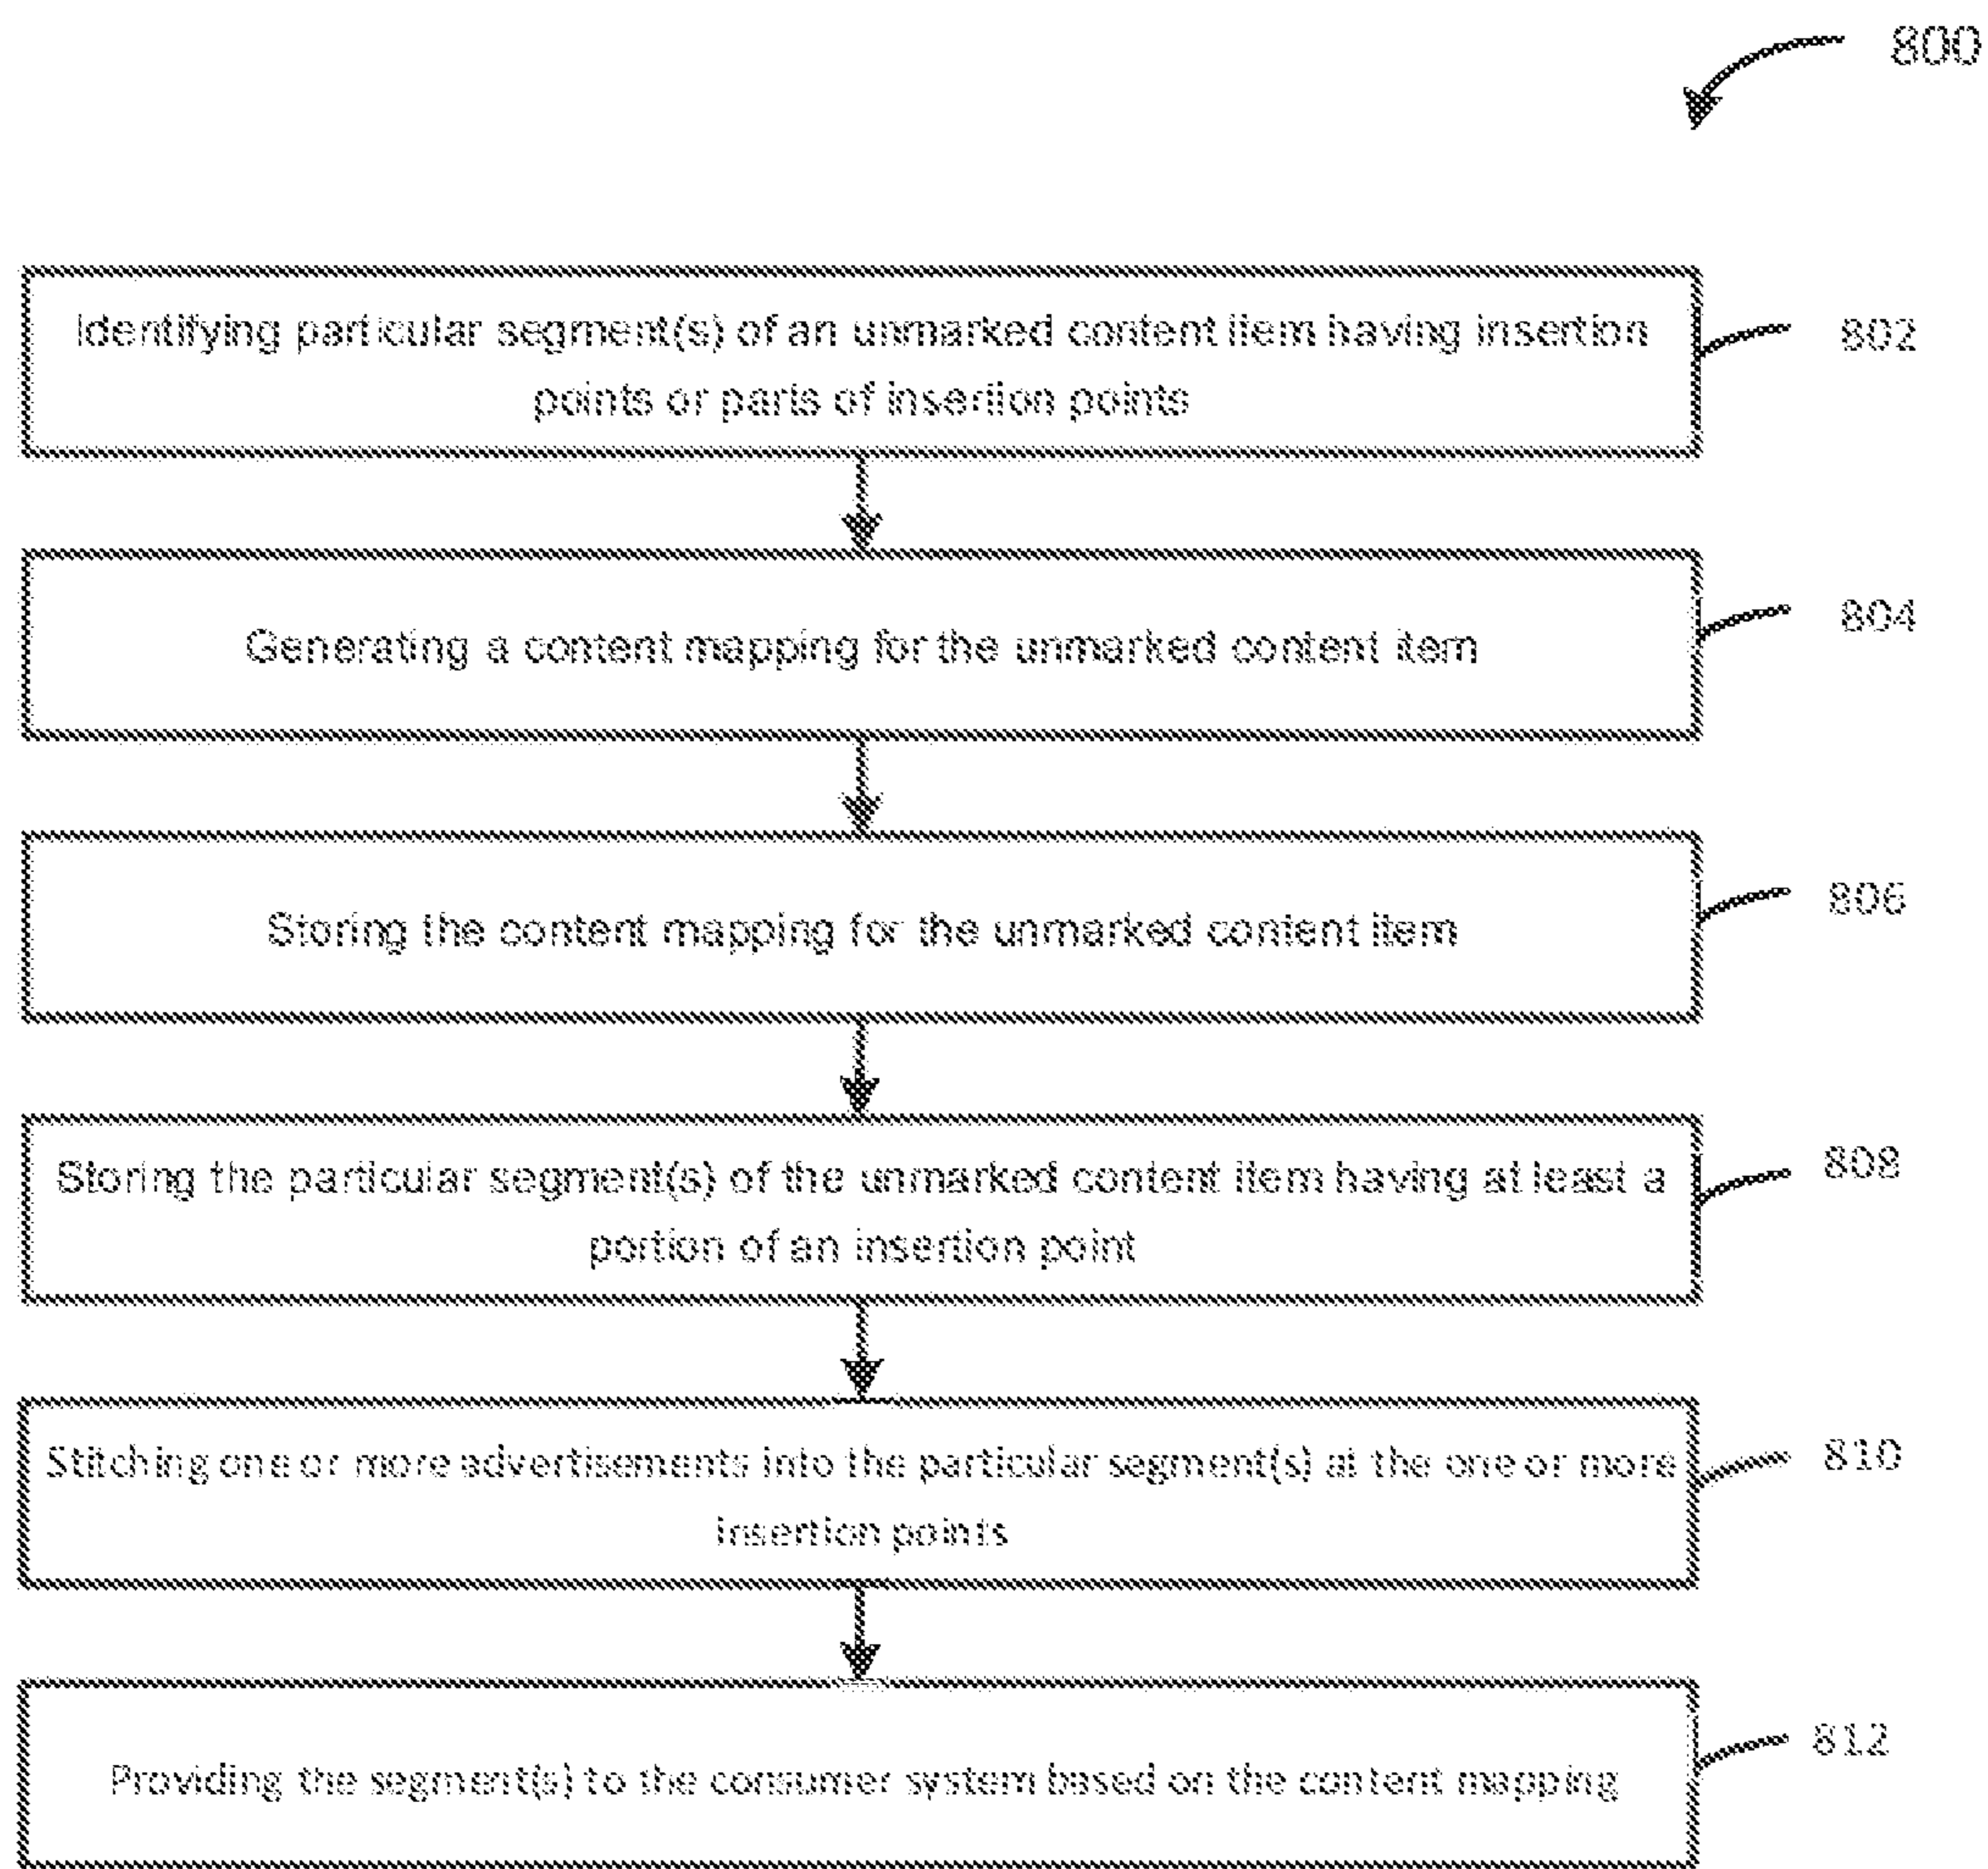 800
Identifying particular segment(s) of an unmarked content item having insertion
points or parts of insertion points
802
Generating a content mapping for the unmarked content item
804
Storing the content mapping for the unmarked content item
806
Storing the particular segment(s) of the unmarked content item having at least a
portion of an insertion point
808
Stitching one or more advertisements into the particular segment(s) at the one or more
insertion points
810
Providing the segment(s) to the consumer system based on the content mapping
812